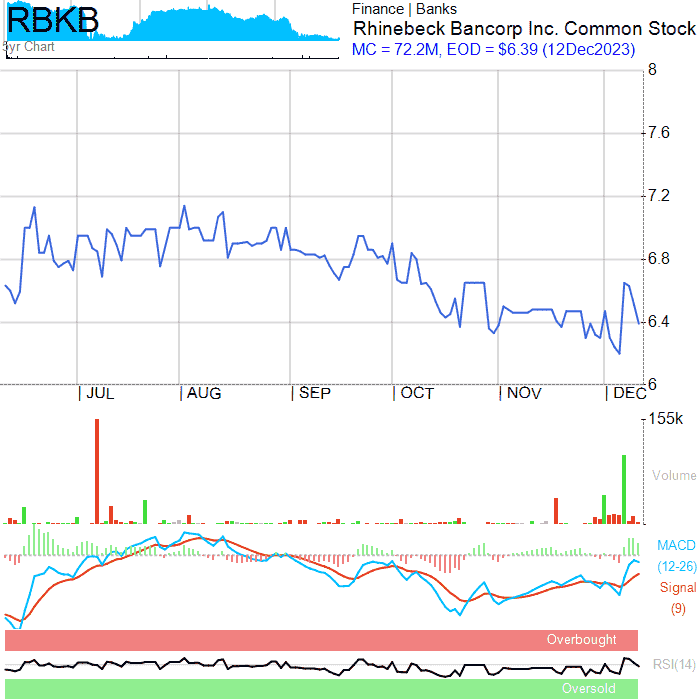 RBKB
5yr Chart
Finance | Banks
Rhinebeck Bancorp Inc. Common Stock
MC = 72.2M, EOD = $6.39 (12Dec2023)
8
7.6
7.2
6.8
6.4
6
| JUL | AUG | SEP | OCT | NOV | DEC
155k
Volume
MACD
(12-26)
Signal
(9)
Overbought
RSI(14)
Oversold